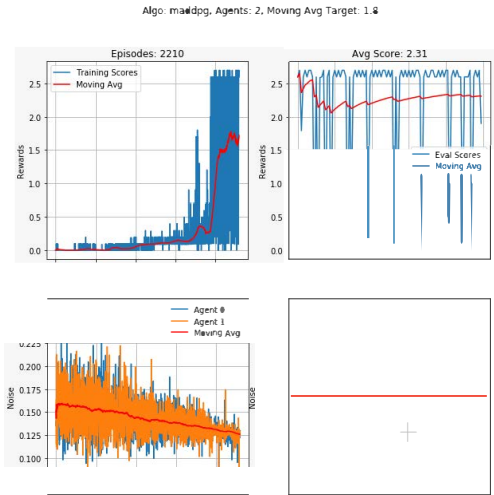 Algo: maddpg, Agents: 2, Moving Avg Target: 1.8
Episodes: 2210
Training Scores
Moving Avg
Rewards
2.5
2.0
1.5
1.0
0.5
0.0
Avg Score: 2.31
Eval Scores
Moving Avg
Rewards
2.5
2.0
1.5
1.0
0.5
0.0
Agent 0
Agent 1
Moving Avg
Noise
0.225
0.200
0.175
0.150
0.125
0.100
Noise